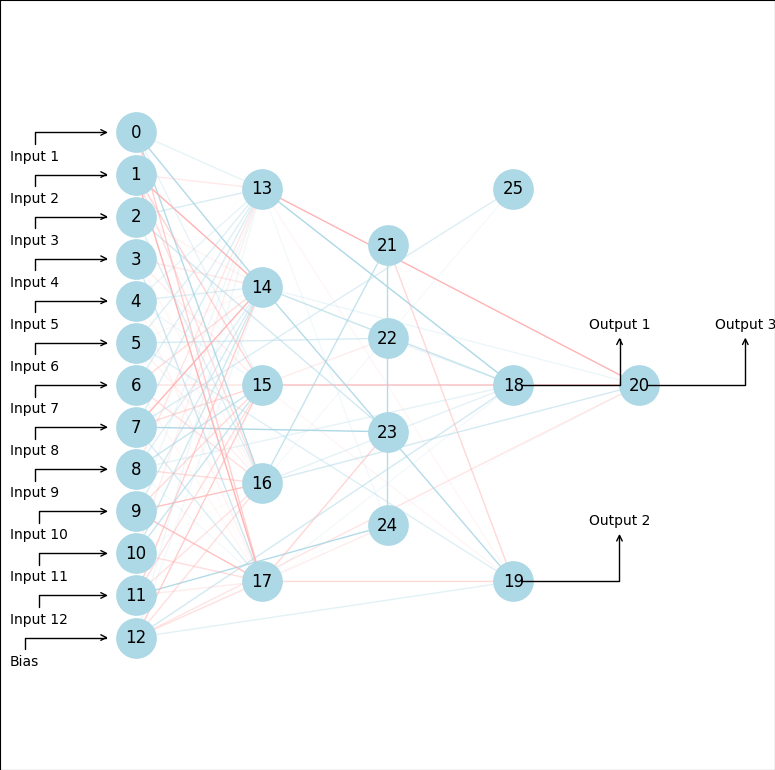 0
Input 1
1
Input 2
2
Input 3
3
Input 4
4
Input 5
5
Input 6
6
Input 7
7
Input 8
8
Input 9
9
Input 10
10
Input 11
11
Input 12
12
Bias
13
14
15
16
17
21
22
23
24
25
18
19
Output 1
Output 2
20
Output 3